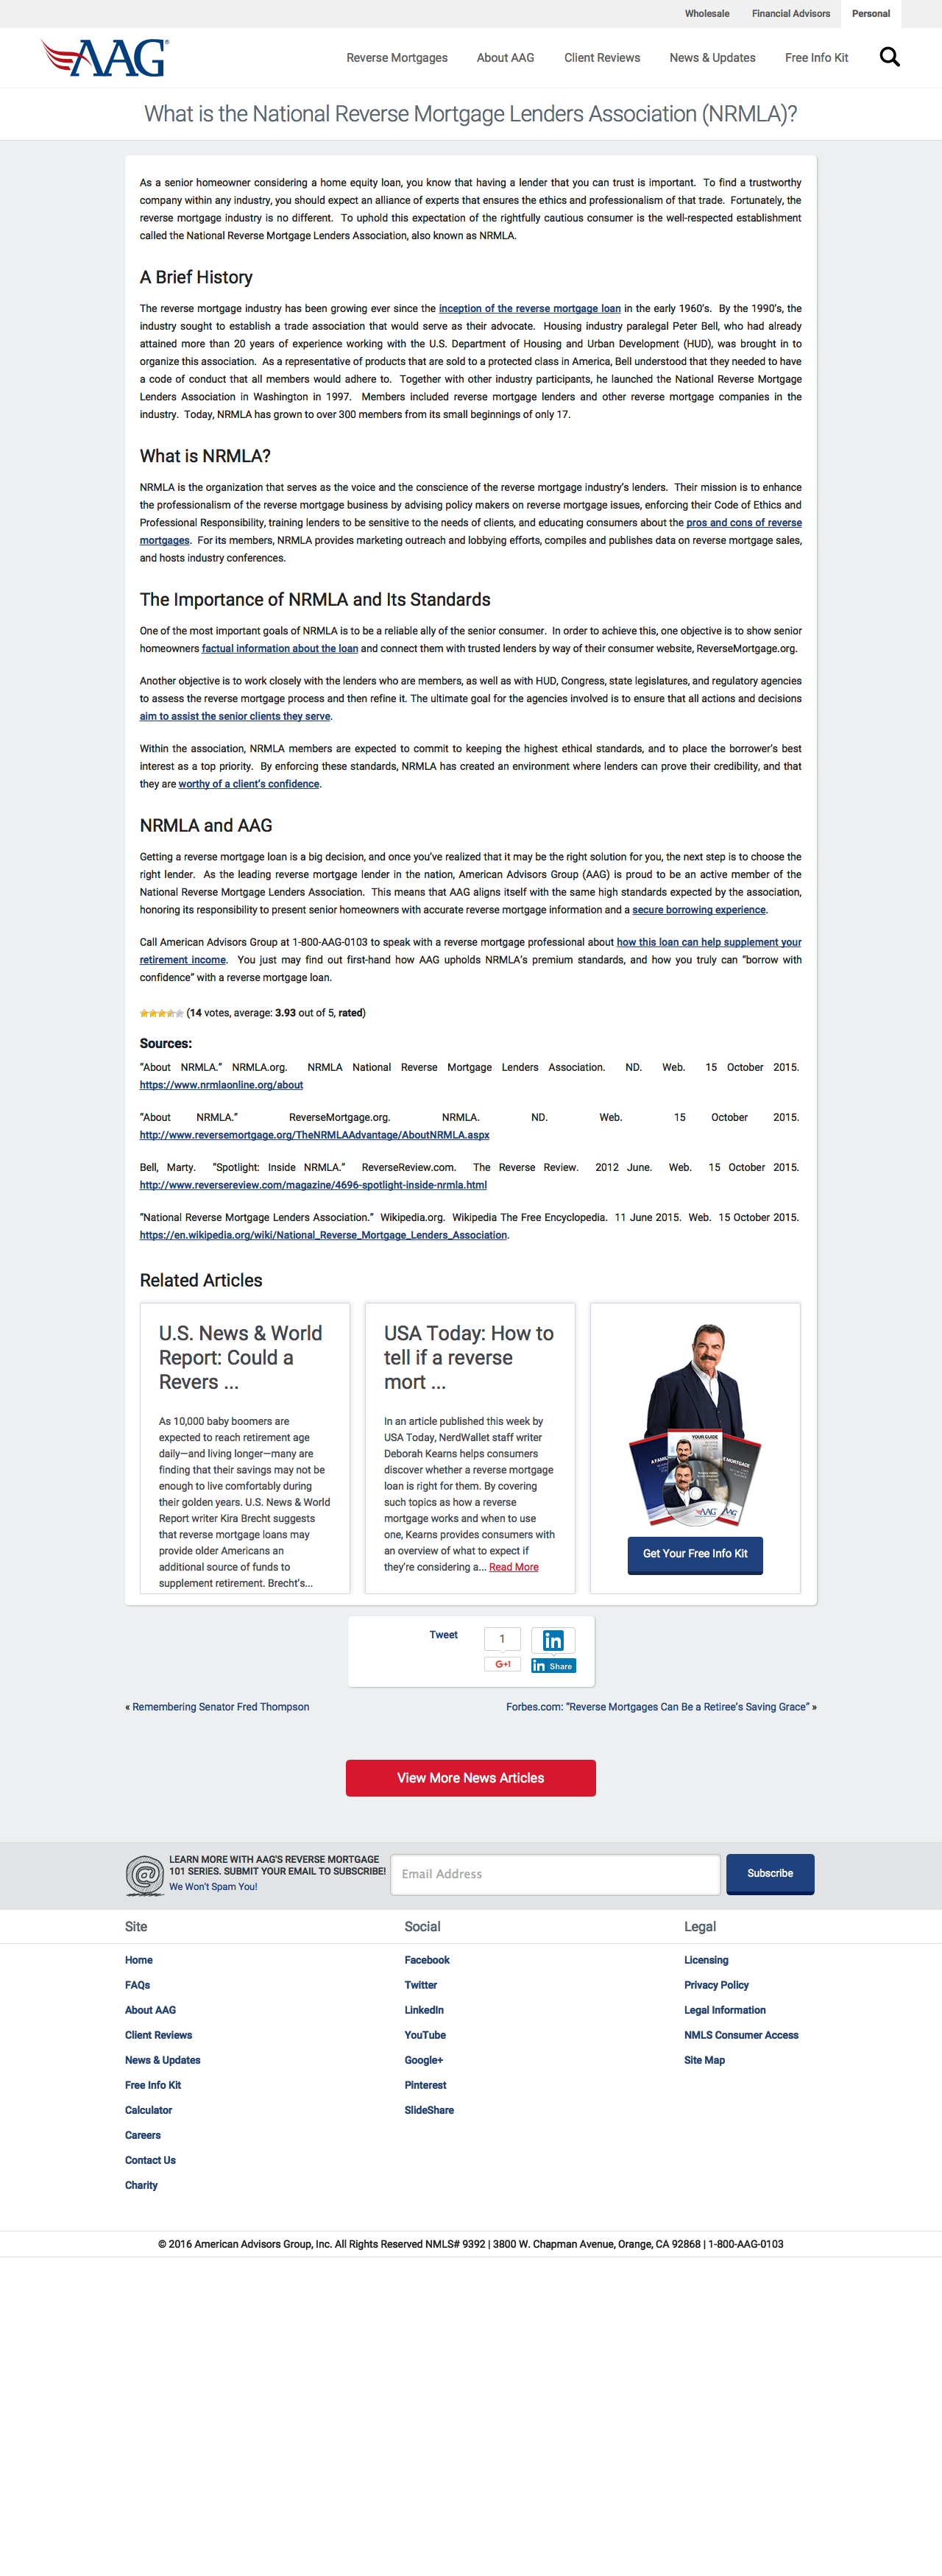 Wholesale Financial Advisors Personal
AAG®
Reverse Mortgages About AAG Client Reviews News & Updates Free Info Kit
What is the National Reverse Mortgage Lenders Association (NRMLA)?
As a senior homeowner considering a home equity loan, you know that having a lender that you can trust is important. To find a trustworthy
company within any industry, you should expect an alliance of experts that ensures the ethics and professionalism of that trade. Fortunately, the
reverse mortgage industry is no different. To uphold this expectation of the rightfully cautious consumer is the well-respected establishment
called the National Reverse Mortgage Lenders Association, also known as NRMLA.
A Brief History
The reverse mortgage industry has been growing ever since the inception of the reverse mortgage loan in the early 1960's. By the 1990's, the
industry sought to establish a trade association that would serve as their advocate. Housing industry paralegal Peter Bell, who had already
attained more than 20 years of experience working with the U.S. Department of Housing and Urban Development (HUD), was brought in to
organize this association. As a representative of products that are sold to a protected class in America, Bell understood that they needed to have
a code of conduct that all members would adhere to. Together with other industry participants, he launched the National Reverse Mortgage
Lenders Association in Washington in 1997. Members included reverse mortgage lenders and other reverse mortgage companies in the
industry. Today, NRMLA has grown to over 300 members from its small beginnings of only 17.
What is NRMLA?
NRMLA is the organization that serves as the voice and the conscience of the reverse mortgage industry's lenders. Their mission is to enhance
the professionalism of the reverse mortgage business by advising policy makers on reverse mortgage issues, enforcing their Code of Ethics and
Professional Responsibility, training lenders to be sensitive to the needs of clients, and educating consumers about the pros and cons of reverse
mortgages. For its members, NRMLA provides marketing outreach and lobbying efforts, compiles and publishes data on reverse mortgage sales,
and hosts industry conferences.
The Importance of NRMLA and Its Standards
One of the most important goals of NRMLA is to be a reliable ally of the senior consumer. In order to achieve this, one objective is to show senior
homeowners factual information about the loan and connect them with trusted lenders by way of their consumer website, ReverseMortgage.org.
Another objective is to work closely with the lenders who are members, as well as with HUD, Congress, state legislatures, and regulatory agencies
to assess the reverse mortgage process and then refine it. The ultimate goal for the agencies involved is to ensure that all actions and decisions
aim to assist the senior clients they serve.
Within the association, NRMLA members are expected to commit to keeping the highest ethical standards, and to place the borrower's best
interest as a top priority. By enforcing these standards, NRMLA has created an environment where lenders can prove their credibility, and that
they are worthy of a client's confidence.
NRMLA and AAG
Getting a reverse mortgage loan is a big decision, and once you've realized that it may be the right solution for you, the next step is to choose the
right lender. As the leading reverse mortgage lender in the nation, American Advisors Group (AAG) is proud to be an active member of the
National Reverse Mortgage Lenders Association. This means that AAG aligns itself with the same high standards expected by the association,
honoring its responsibility to present senior homeowners with accurate reverse mortgage information and a secure borrowing experience.
Call American Advisors Group at 1-800-AAG-0103 to speak with a reverse mortgage professional about how this loan can help supplement your
retirement income. You just may find out first-hand how AAG upholds NRMLA's premium standards, and how you truly can "borrow with
confidence" with a reverse mortgage loan.
(14 votes, average: 3.93 out of 5, rated)
Sources:
"About NRMLA." NRMLA.org. NRMLA National Reverse Mortgage Lenders Association. ND. Web. 15 October 2015.
https://www.nrmlaonline.org/about
"About NRMLA." ReverseMortgage.org. NRMLA. ND. Web. 15 October 2015.
http://www.reversemortgage.org/TheNRMLAAdvantage/AboutNRMLA.aspx
Bell, Marty. "Spotlight: Inside NRMLA." ReverseReview.com. The Reverse Review. 2012 June. Web. 15 October 2015.
http://www.reversereview.com/magazine/4696-spotlight-inside-nrmla.html
"National Reverse Mortgage Lenders Association." Wikipedia.org. Wikipedia The Free Encyclopedia. 11 June 2015. Web. 15 October 2015.
https://en.wikipedia.org/wiki/National_Reverse_Mortgage_Lenders_Association.
Related Articles
U.S. News & World
Report: Could a
Revers ...
As 10,000 baby boomers are
expected to reach retirement age
daily—and living longer—many are
finding that their savings may not be
enough to live comfortably during
their golden years. U.S. News & World
Report writer Kira Brecht suggests
that reverse mortgage loans may
provide older Americans an
additional source of funds to
supplement retirement. Brecht's...
USA Today: How to
tell if a reverse
mort ...
In an article published this week by
USA Today, NerdWallet staff writer
Deborah Kearns helps consumers
discover whether a reverse mortgage
loan is right for them. By covering
such topics as how a reverse
mortgage works and when to use
one, Kearns provides consumers with
an overview of what to expect if
they're considering a... Read More
YOUR GUIDE
AAG
Get Your Free Info Kit
Tweet
1
G+1
in
in Share
« Remembering Senator Fred Thompson
Forbes.com: "Reverse Mortgages Can Be a Retiree's Saving Grace" »
View More News Articles
LEARN MORE WITH AAG'S REVERSE MORTGAGE
101 SERIES. SUBMIT YOUR EMAIL TO SUBSCRIBE!
We Won't Spam You!
Email Address
Subscribe
Site
Home
FAQs
About AAG
Client Reviews
News & Updates
Free Info Kit
Calculator
Careers
Contact Us
Charity
Social
Facebook
Twitter
LinkedIn
YouTube
Google+
Pinterest
SlideShare
Legal
Licensing
Privacy Policy
Legal Information
NMLS Consumer Access
Site Map
© 2016 American Advisors Group, Inc. All Rights Reserved NMLS# 9392 | 3800 W. Chapman Avenue, Orange, CA 92868 | 1-800-AAG-0103